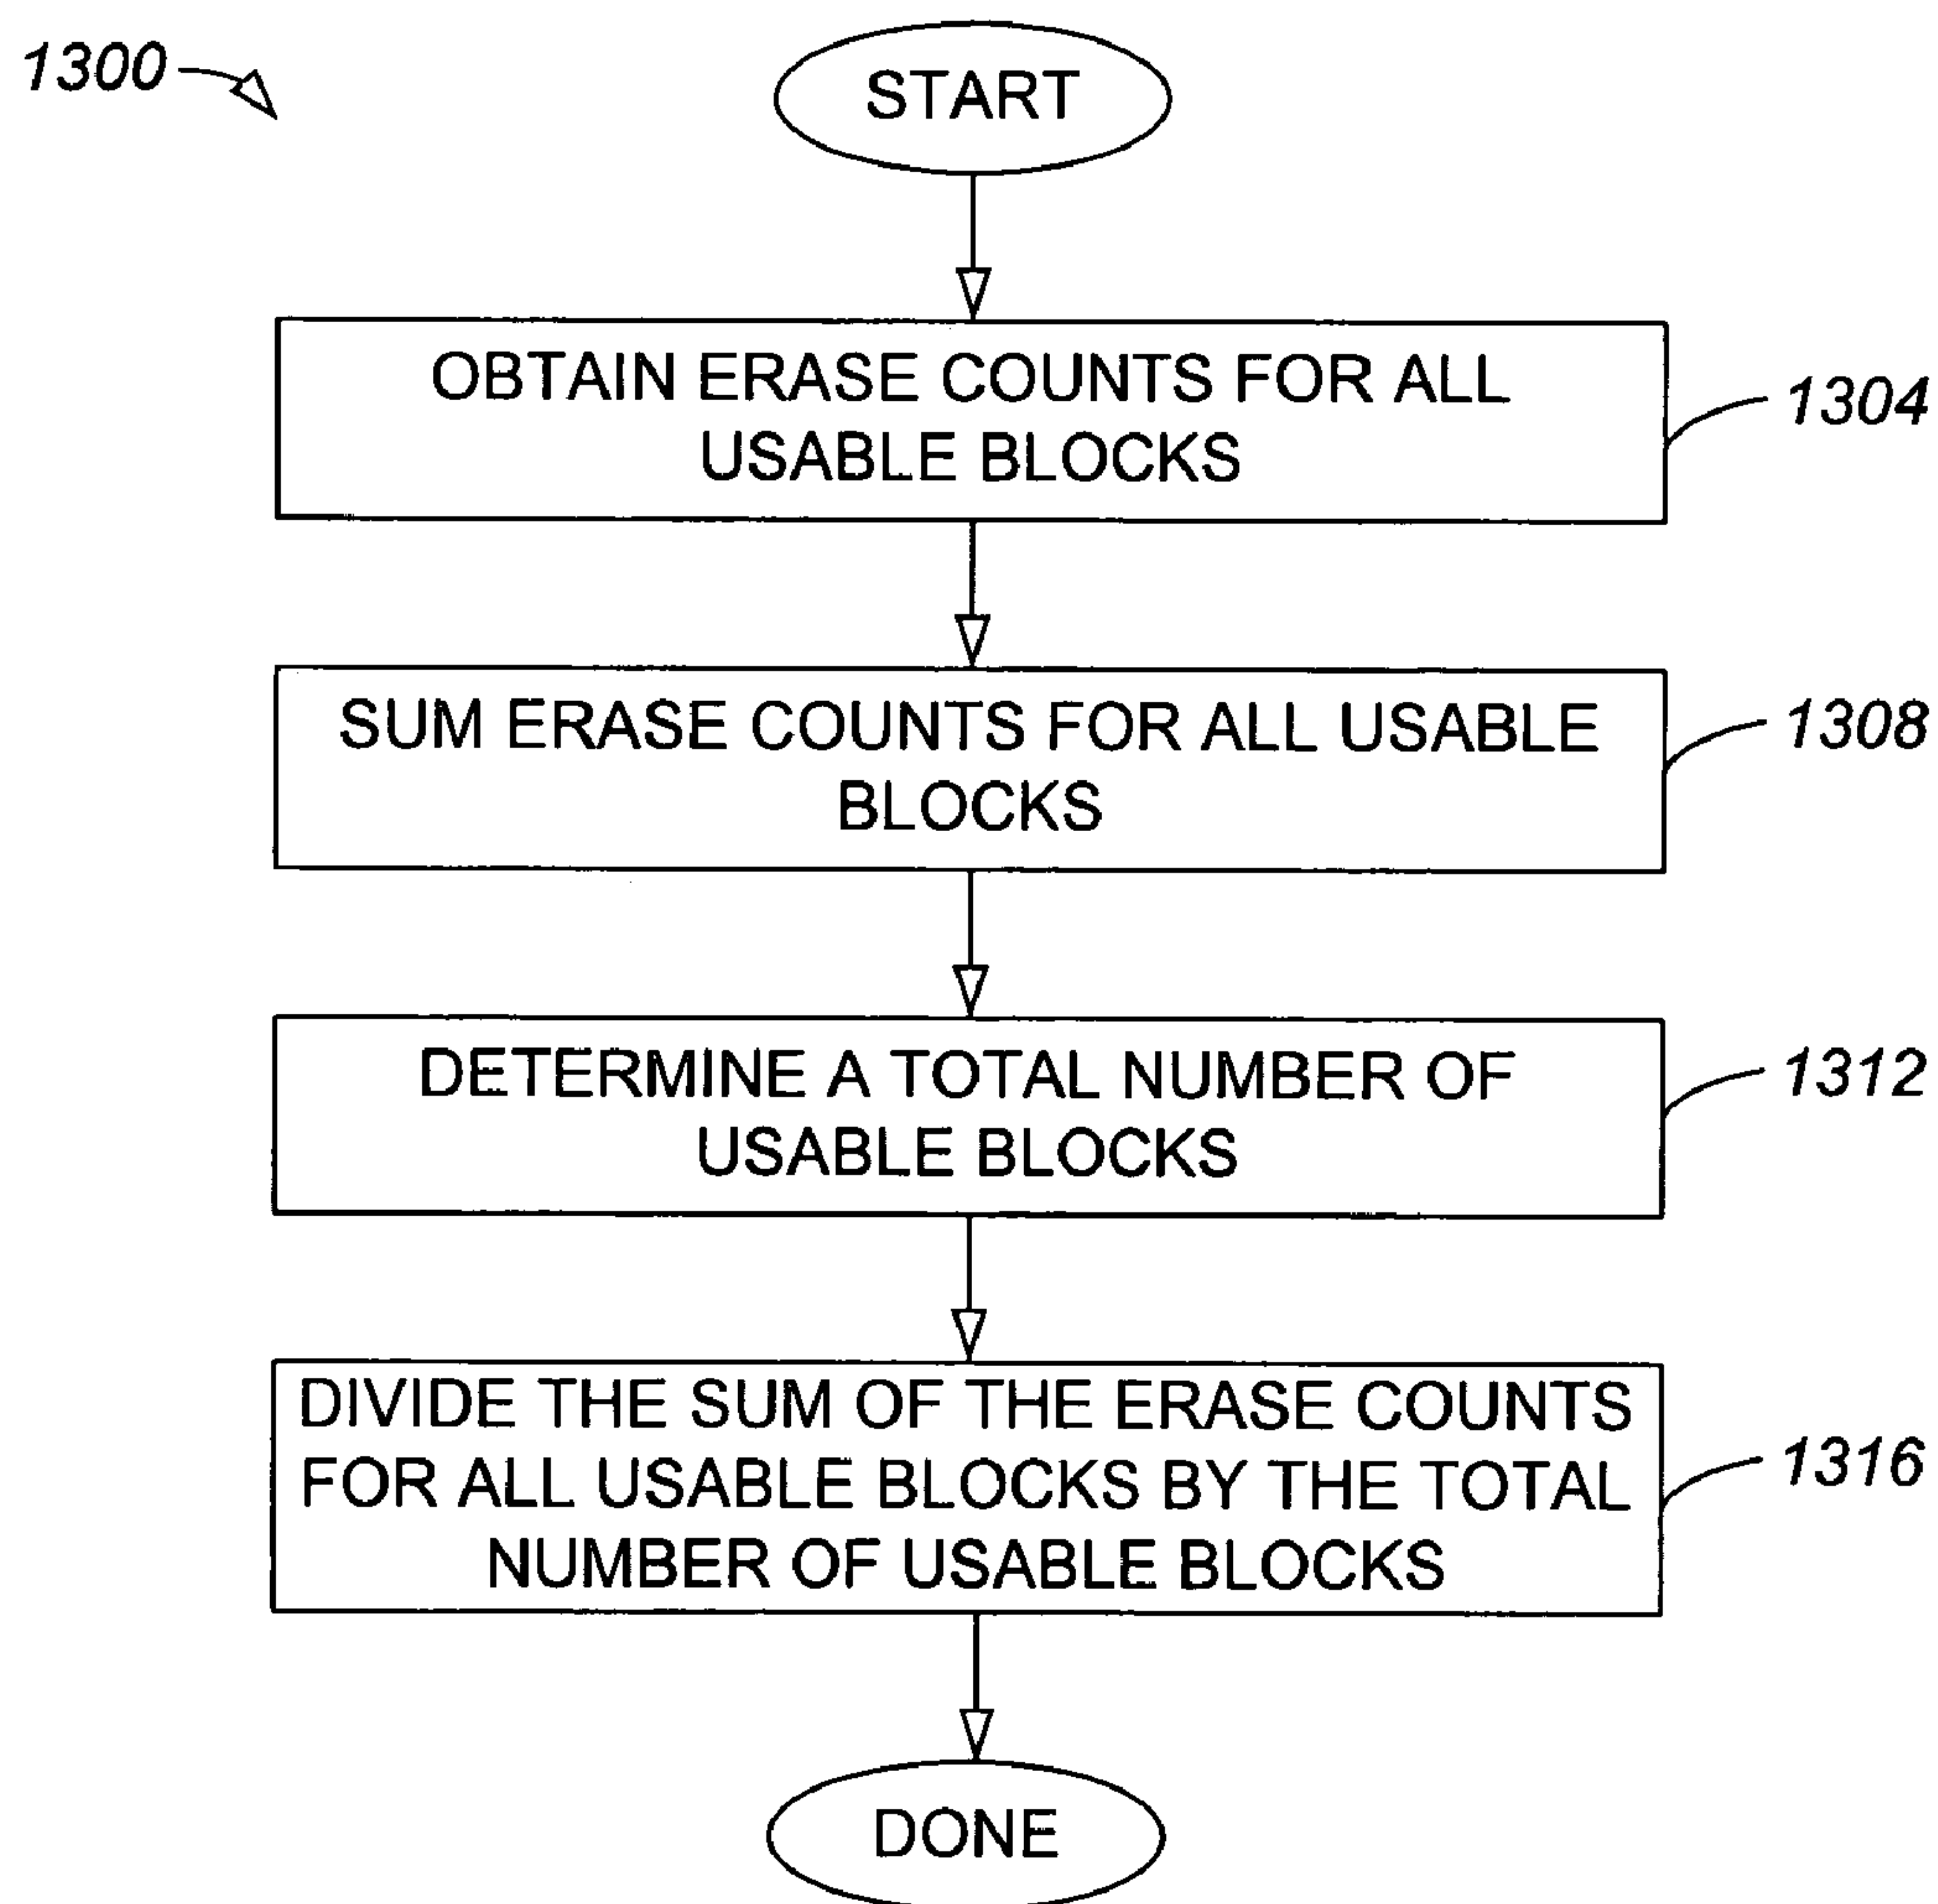 1300
START
OBTAIN ERASE COUNTS FOR ALL
USABLE BLOCKS
1304
SUM ERASE COUNTS FOR ALL USABLE
BLOCKS
1308
DETERMINE A TOTAL NUMBER OF
USABLE BLOCKS
1312
DIVIDE THE SUM OF THE ERASE COUNTS
FOR ALL USABLE BLOCKS BY THE TOTAL
NUMBER OF USABLE BLOCKS
1316
DONE